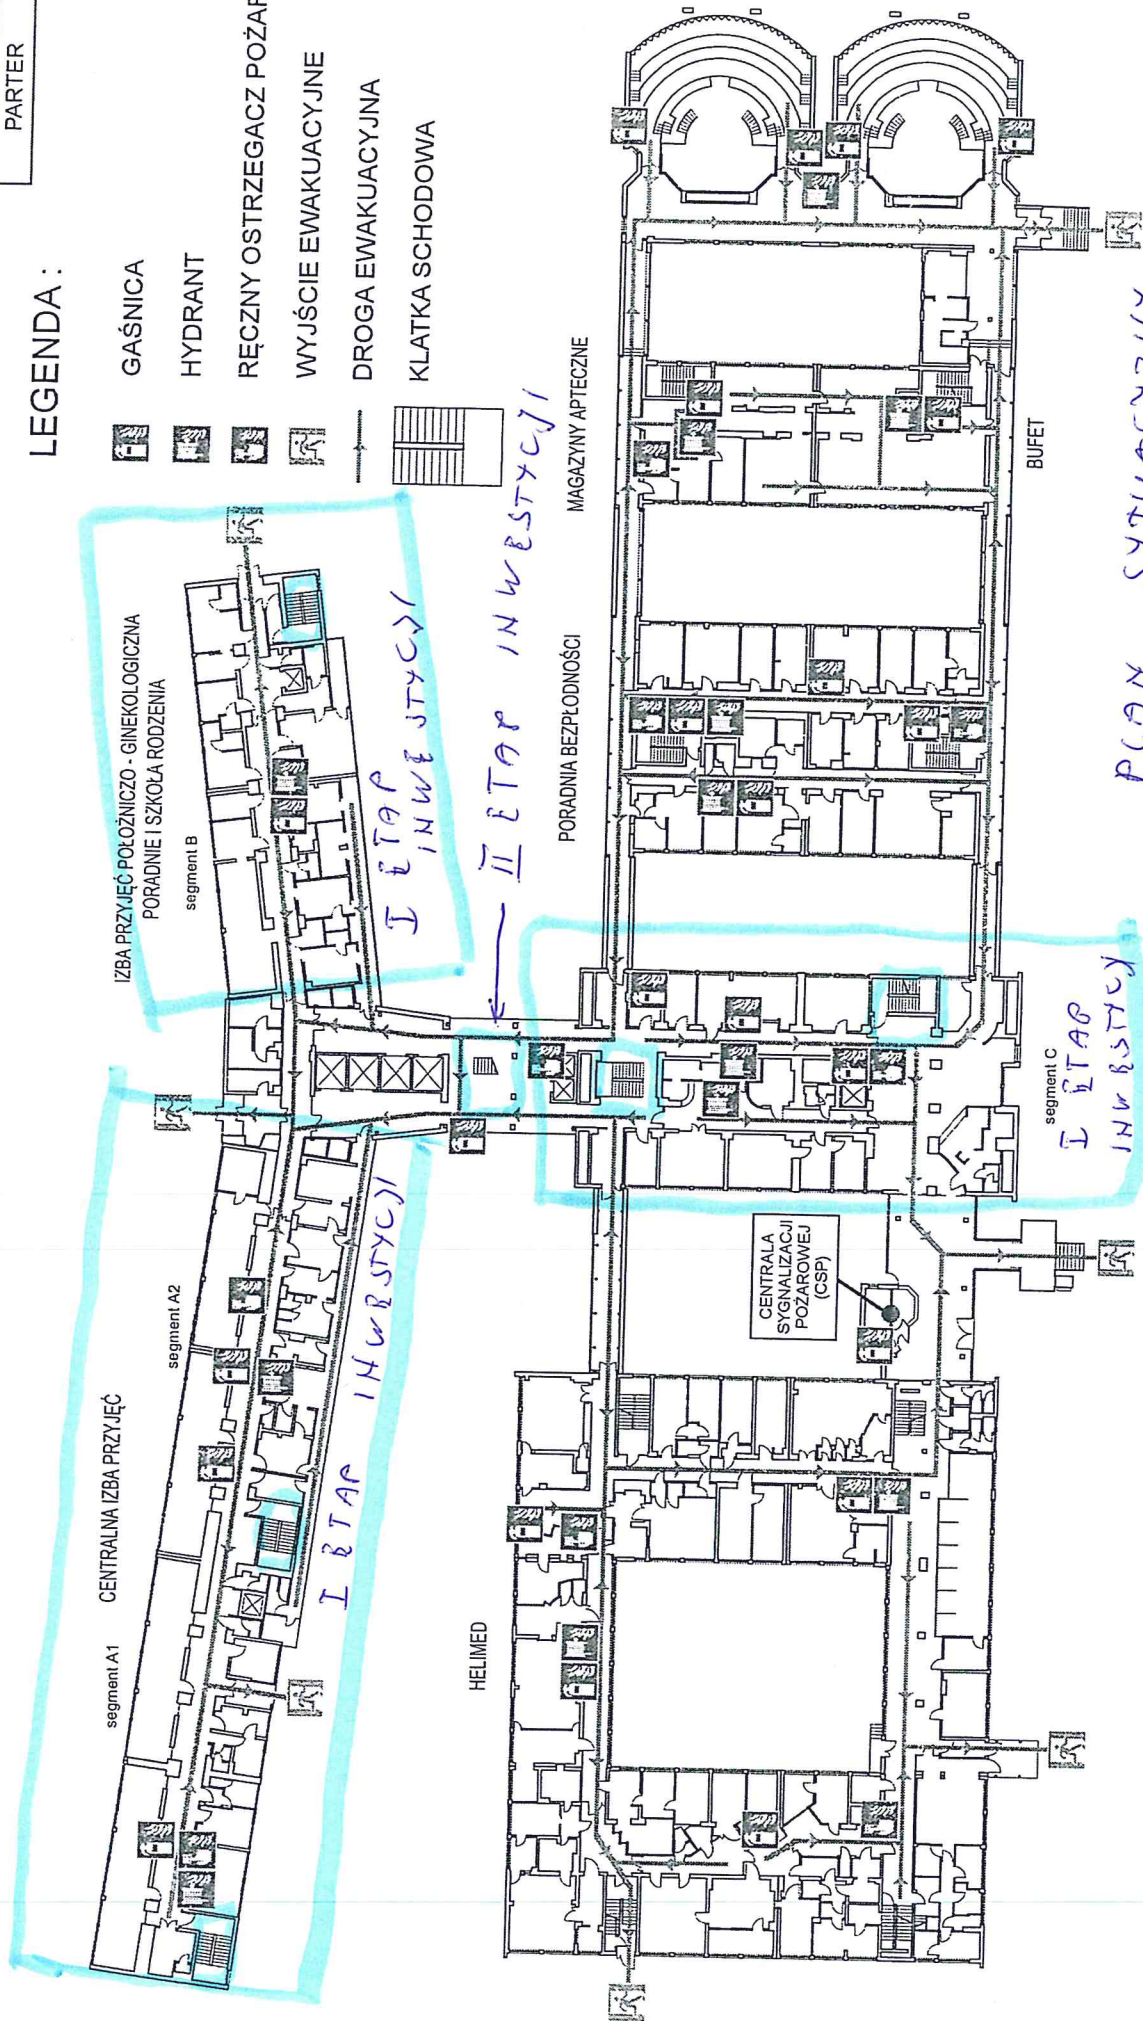 PARTER
LEGENDA :
GAŚNICA
HYDRANT
RĘCZNY OSTRZEGACZ POŻAR
WYJŚCIE EWAKUACYJNE
DROGA EWAKUACYJNA
KLATKA SCHODOWA
IZBA PRZYJĘĆ POŁOŻNICZO - GINEKOLOGICZNA
PORADNIE I SZKOŁA RODZENIA
segment B
I ETAP
INWESTYCJI
II ETAP INWESTYCJI
CENTRALNA IZBA PRZYJĘĆ
segment A1
segment A2
I ETAP INWESTYCJI
MAGAZYNY APTECZNE
PORADNIA BEZPŁODNOŚCI
BUFET
HELIMED
CENTRALA
SYGNALIZACJI
POŻAROWEJ
(CSP)
segment C
I ETAP
INWESTYCJI
PLAN SYTUACYJNY